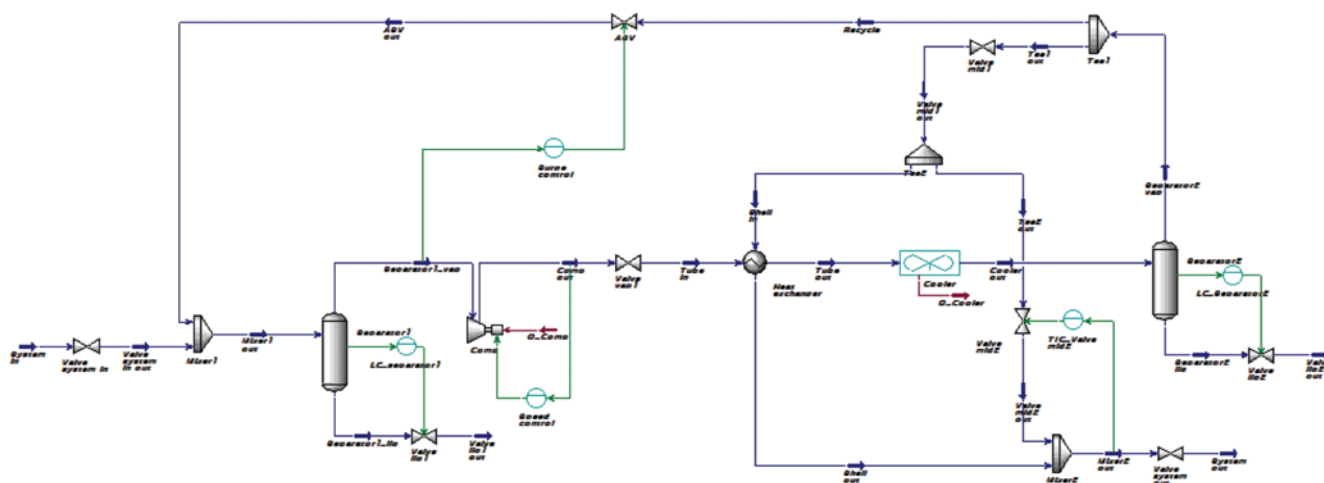 ASV
out
ASV
Recycle
Tee1
Valve
mid1
Tee1
out
Valve
mid1
out
Surge
control
Tee2
Separator2
vap
Shell
in
Tee2
out
Separator1_vap
Comp
out
Valve
vap1
Tube
in
Heat
exchanger
Tube
out
Cooler
Cooler
out
Q_Cooler
Separator2
LC_Separator2
System
in
Valve
system in
Valve
system
in out
Mixer1
Mixer1
out
Separator1
LC_separator1
Comp
Q_Comp
Valve
mid2
TIC_Valve
mid2
Separator2
liq
Valve
liq2
Valve
liq2
out
Speed
control
Valve
mid2
out
Separator1_liq
Valve
liq1
Valve
liq1
out
Shell
out
Mixer2
Mixer2
out
Valve
system
out
System
out